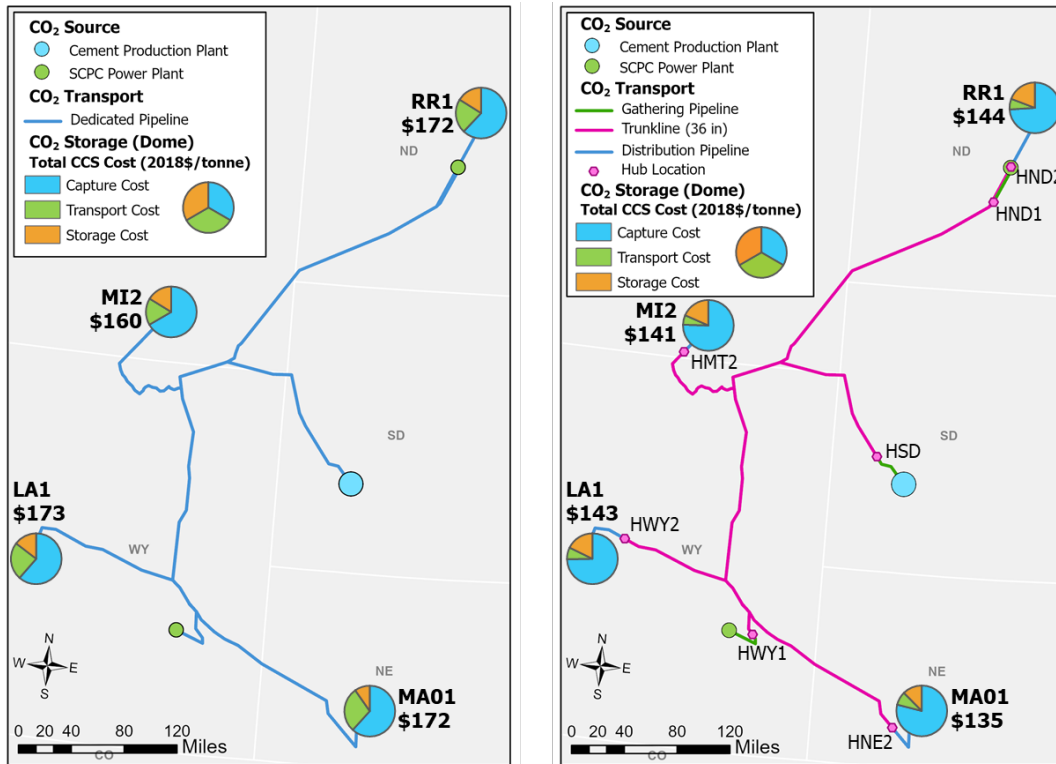 CO₂ Source
Cement Production Plant
SCPC Power Plant
CO₂ Transport
Dedicated Pipeline
CO₂ Storage (Dome)
Total CCS Cost (2018$/tonne)
Capture Cost
Transport Cost
Storage Cost
RR1
$172
ND
MI2
$160
SD
LA1
$173
WY
N
W E
S
NE
MA01
$172
0 20 40 80 120
Miles
CO
CO₂ Source
Cement Production Plant
SCPC Power Plant
CO₂ Transport
Gathering Pipeline
Trunkline (36 in)
Distribution Pipeline
Hub Location
CO₂ Storage (Dome)
Total CCS Cost (2018$/tonne)
Capture Cost
Transport Cost
Storage Cost
RR1
$144
ND
HND2
HND1
MI2
$141
HMT2
SD
HSD
LA1
$143
HWY2
WY
HWY1
N
W E
S
NE
MA01
$135
HNE2
0 20 40 80 120
Miles
CO